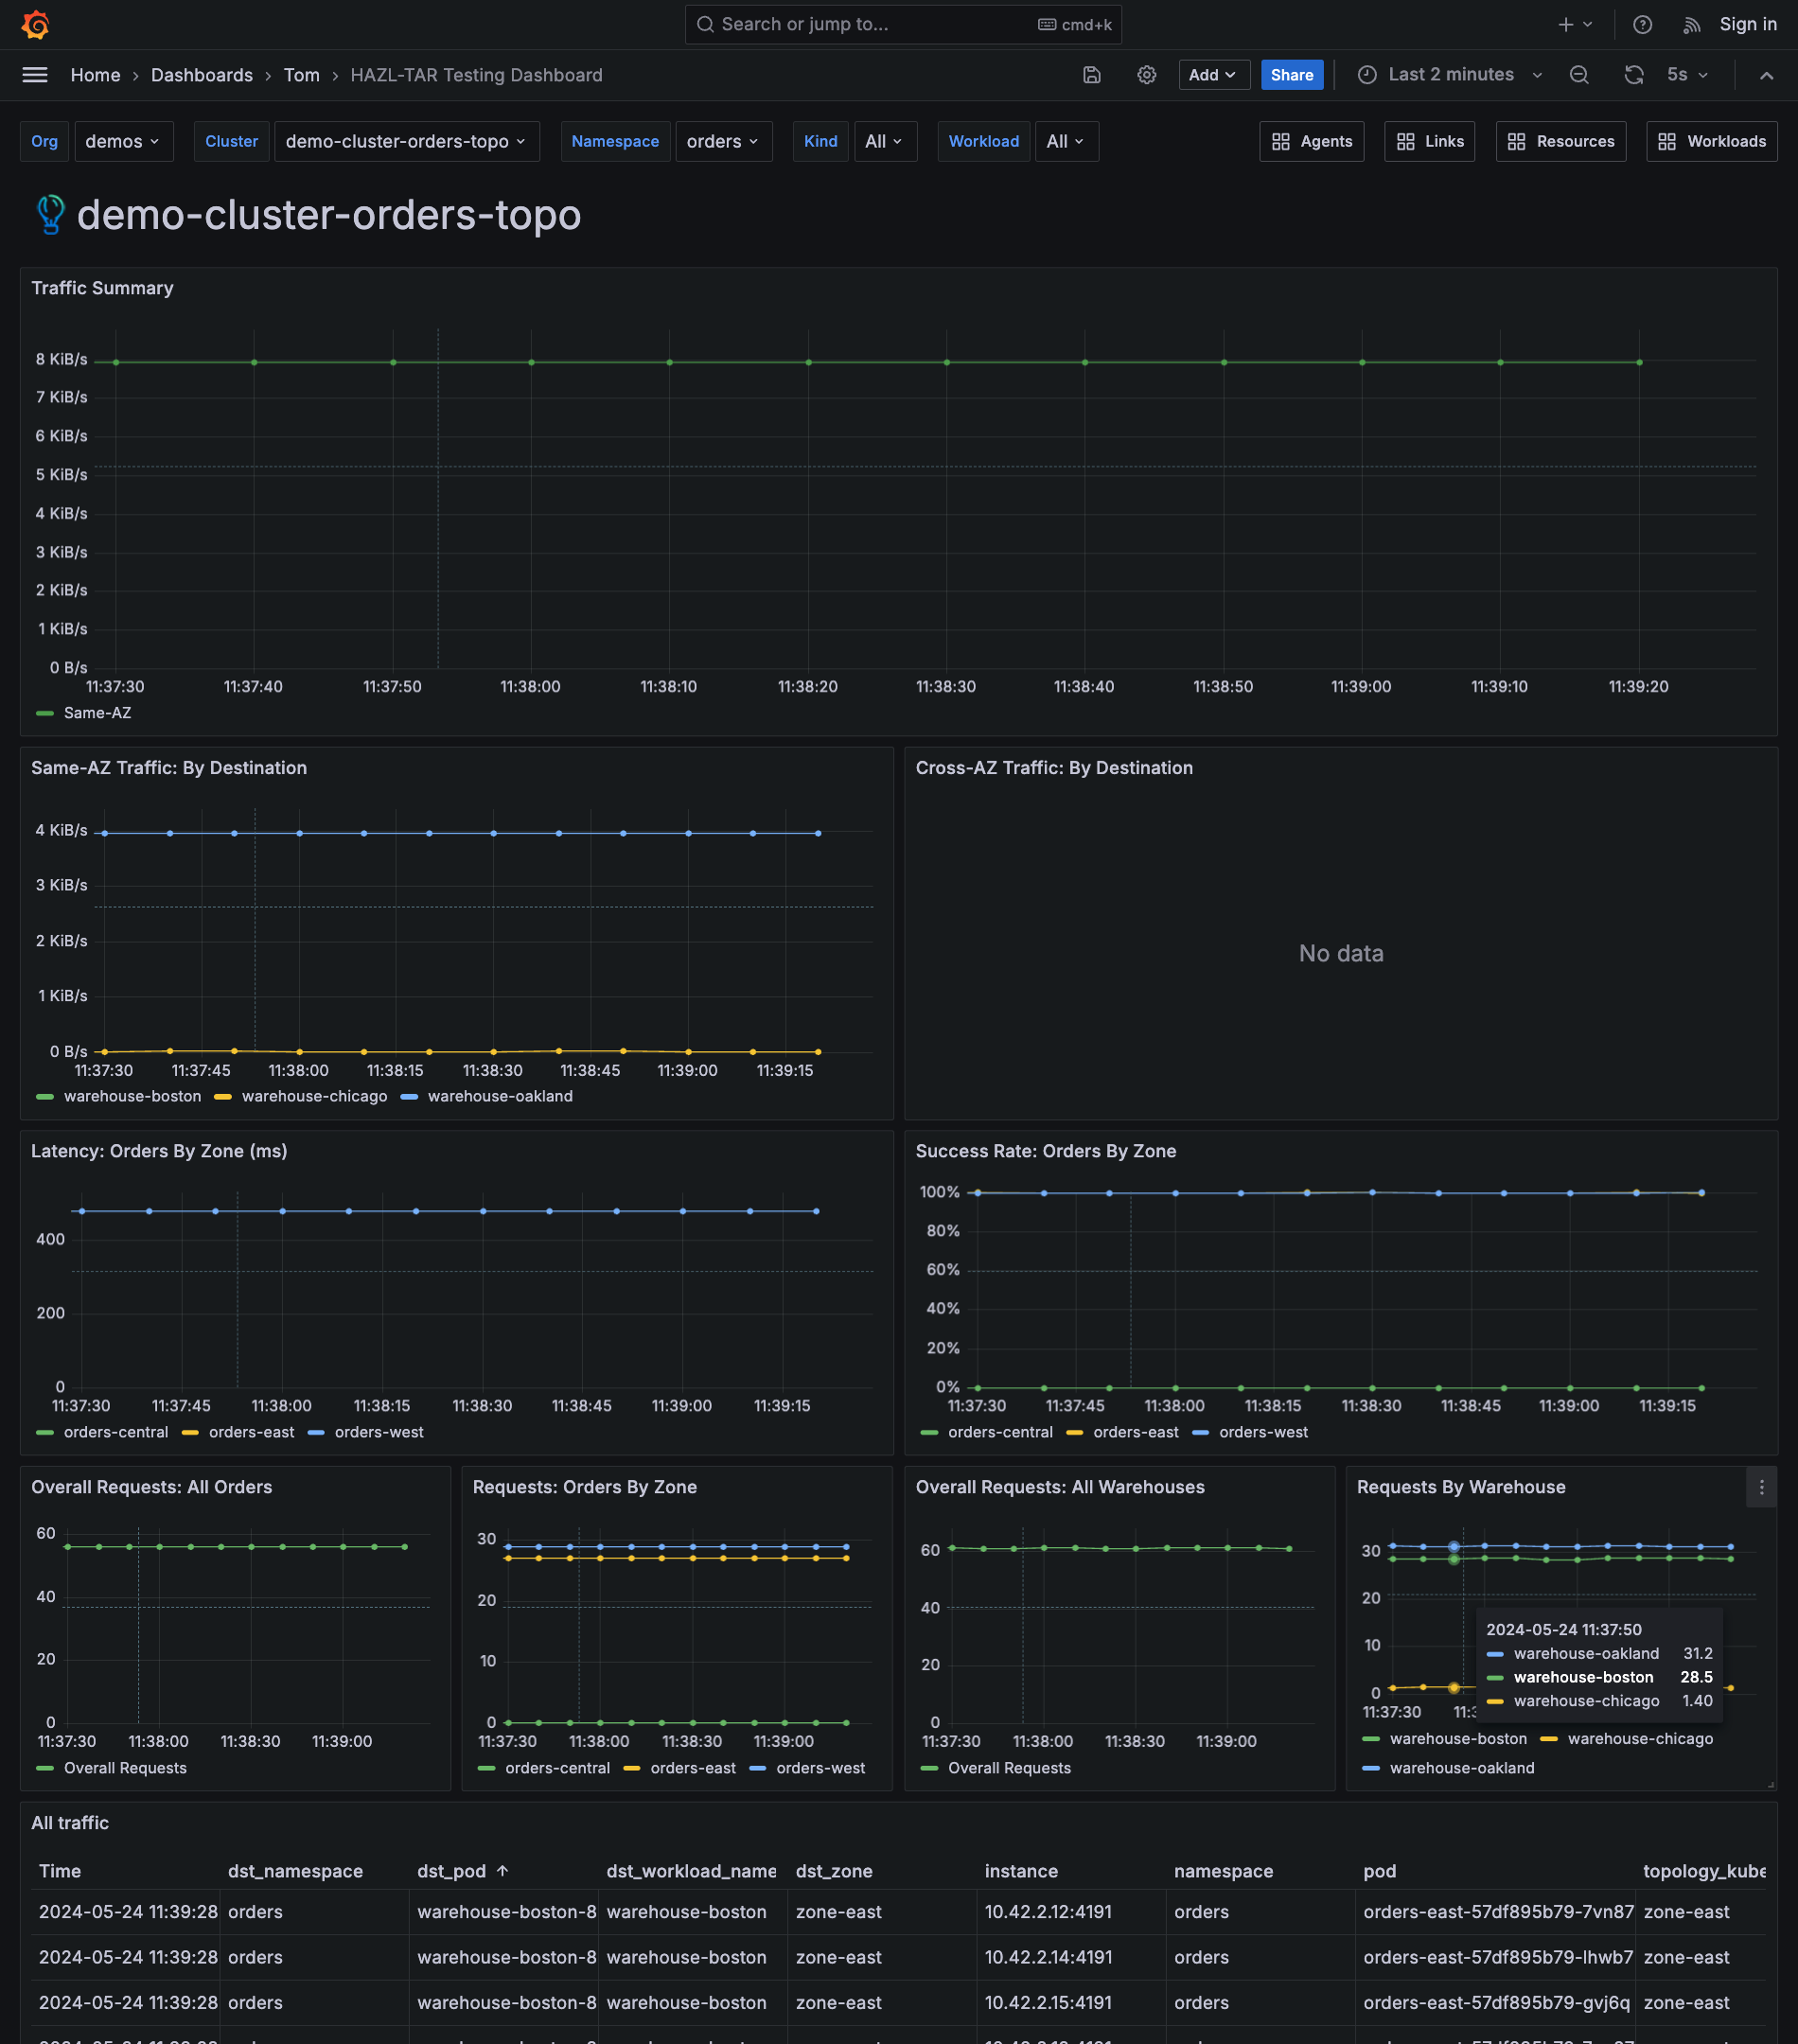 Search or jump to... cmd+k Sign in
Home › Dashboards › Tom › HAZL-TAR Testing Dashboard Add Share Last 2 minutes 5s
Org demos Cluster demo-cluster-orders-topo Namespace orders Kind All Workload All Agents Links Resources Workloads
demo-cluster-orders-topo
Traffic Summary
8 KiB/s
7 KiB/s
6 KiB/s
5 KiB/s
4 KiB/s
3 KiB/s
2 KiB/s
1 KiB/s
0 B/s
11:37:30 11:37:40 11:37:50 11:38:00 11:38:10 11:38:20 11:38:30 11:38:40 11:38:50 11:39:00 11:39:10 11:39:20
Same-AZ
Same-AZ Traffic: By Destination
4 KiB/s
3 KiB/s
2 KiB/s
1 KiB/s
0 B/s
11:37:30 11:37:45 11:38:00 11:38:15 11:38:30 11:38:45 11:39:00 11:39:15
warehouse-boston warehouse-chicago warehouse-oakland
Cross-AZ Traffic: By Destination
No data
Latency: Orders By Zone (ms)
400
200
0
11:37:30 11:37:45 11:38:00 11:38:15 11:38:30 11:38:45 11:39:00 11:39:15
orders-central orders-east orders-west
Success Rate: Orders By Zone
100%
80%
60%
40%
20%
0%
11:37:30 11:37:45 11:38:00 11:38:15 11:38:30 11:38:45 11:39:00 11:39:15
orders-central orders-east orders-west
Overall Requests: All Orders
60
40
20
0
11:37:30 11:38:00 11:38:30 11:39:00
Overall Requests
Requests: Orders By Zone
30
20
10
0
11:37:30 11:38:00 11:38:30 11:39:00
orders-central orders-east orders-west
Overall Requests: All Warehouses
60
40
20
0
11:37:30 11:38:00 11:38:30 11:39:00
Overall Requests
Requests By Warehouse
30
20
10
0
2024-05-24 11:37:50
warehouse-oakland 31.2
warehouse-boston 28.5
warehouse-chicago 1.40
11:37:30
warehouse-boston warehouse-chicago
warehouse-oakland
All traffic
Time dst_namespace dst_pod ↑ dst_workload_name dst_zone instance namespace pod topology_kube
2024-05-24 11:39:28 orders warehouse-boston-8 warehouse-boston zone-east 10.42.2.12:4191 orders orders-east-57df895b79-7vn87 zone-east
2024-05-24 11:39:28 orders warehouse-boston-8 warehouse-boston zone-east 10.42.2.14:4191 orders orders-east-57df895b79-lhwb7 zone-east
2024-05-24 11:39:28 orders warehouse-boston-8 warehouse-boston zone-east 10.42.2.15:4191 orders orders-east-57df895b79-gvj6q zone-east